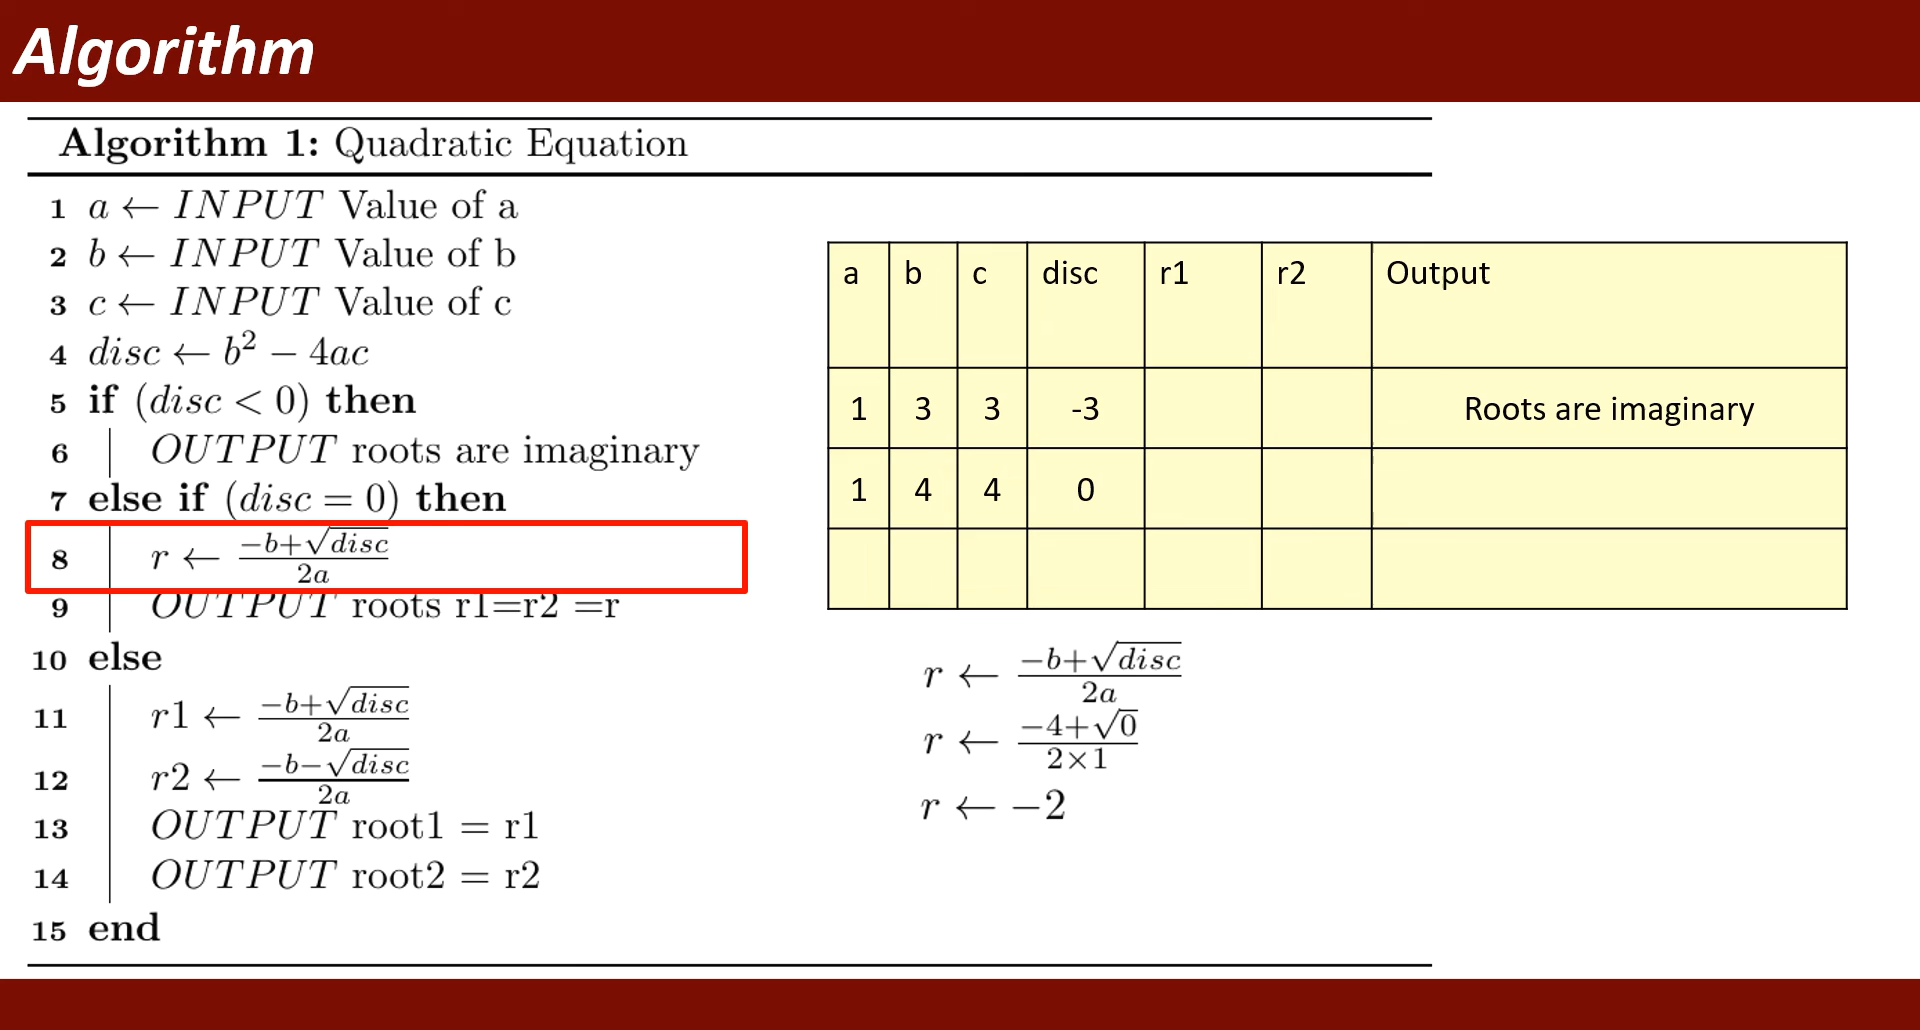 Algorithm
Algorithm 1: Quadratic Equation
1 a ← INPUT Value of a
2 b ← INPUT Value of b
3 c ← INPUT Value of c
4 disc ← b² − 4ac
5 if (disc < 0) then
6 OUTPUT roots are imaginary
7 else if (disc = 0) then
8 r ← (−b+√disc)/2a
9 OUTPUT roots r1=r2 =r
10 else
11 r1 ← (−b+√disc)/2a
12 r2 ← (−b−√disc)/2a
13 OUTPUT root1 = r1
14 OUTPUT root2 = r2
15 end
a b c disc r1 r2 Output
1 3 3 -3 Roots are imaginary
1 4 4 0
r ← (−b+√disc)/2a
r ← (−4+√0)/2×1
r ← −2